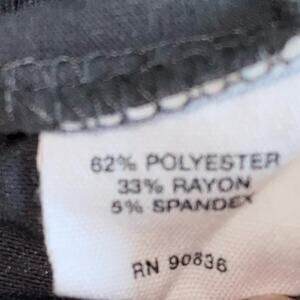 62% POLYESTER
33% RAYON
5% SPANDEX
RN 90836